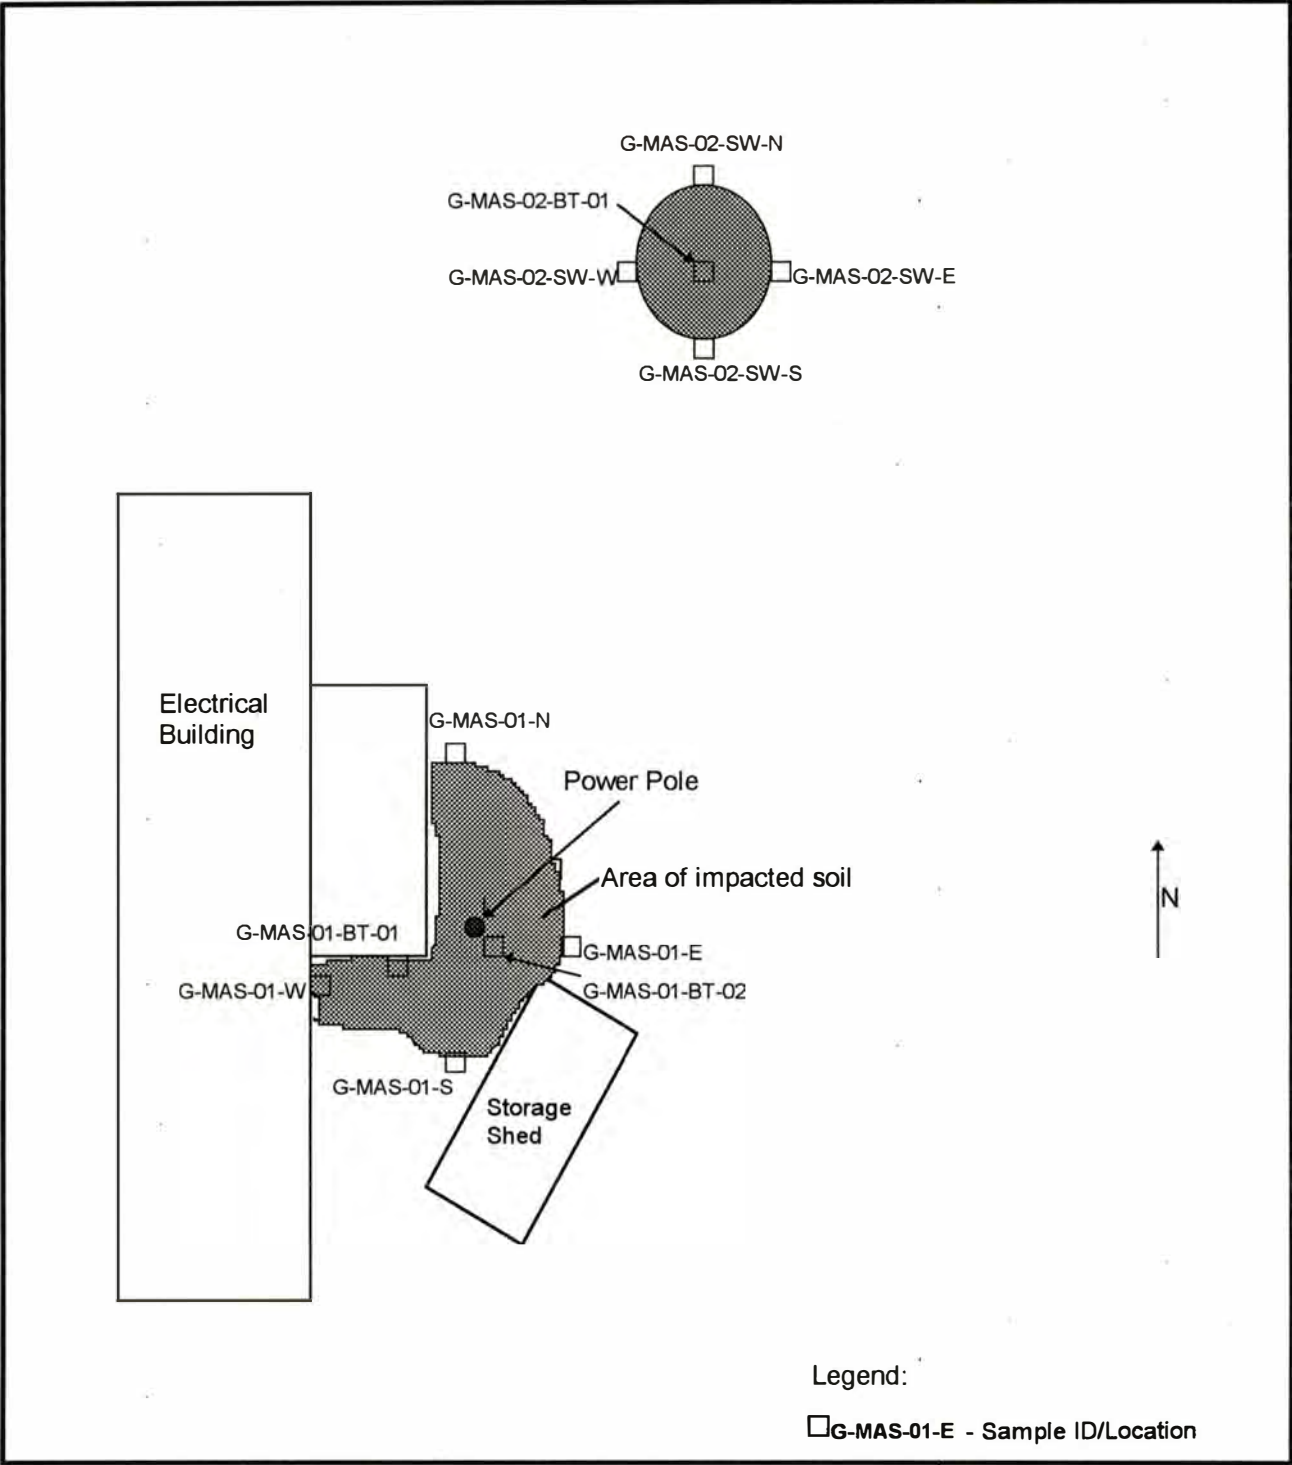 G-MAS-02-SW-N
G-MAS-02-BT-01
G-MAS-02-SW-W
G-MAS-02-SW-E
G-MAS-02-SW-S
Electrical
Building
G-MAS-01-N
Power Pole
Area of impacted soil
N
G-MAS-01-BT-01
G-MAS-01-E
G-MAS-01-W
G-MAS-01-BT-02
G-MAS-01-S
Storage
Shed
Legend:
G-MAS-01-E - Sample ID/Location